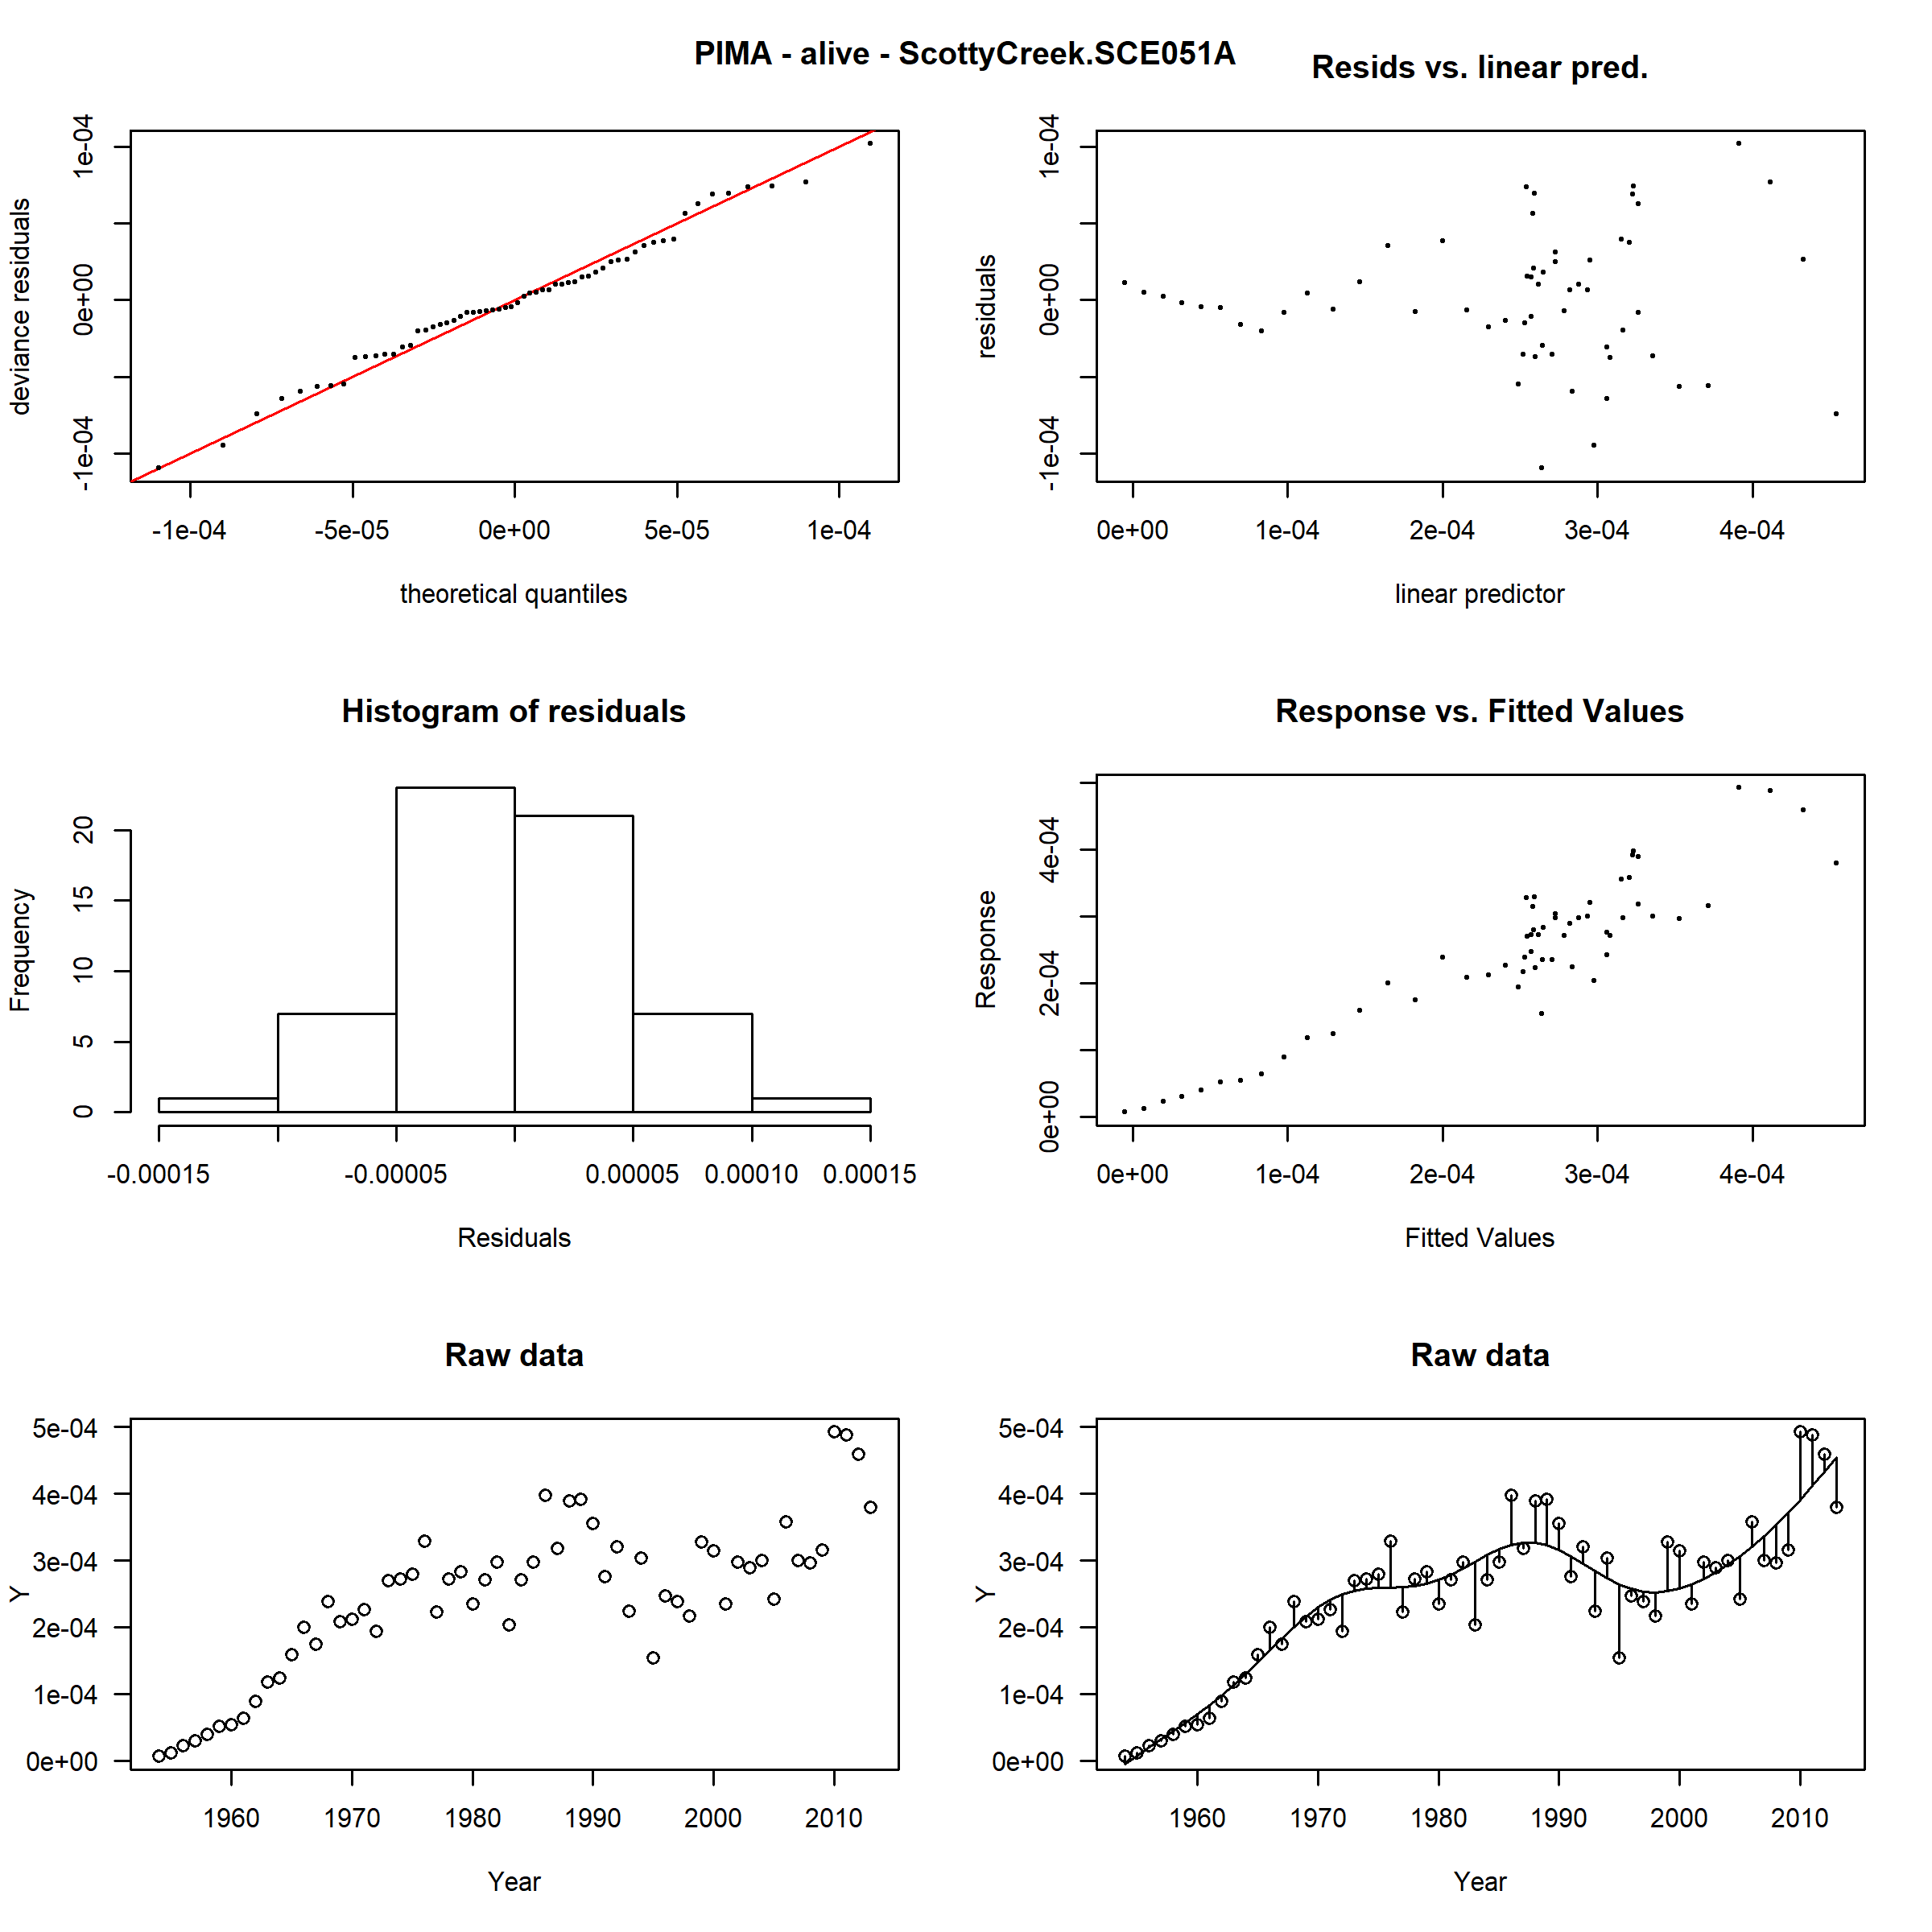 PIMA - alive - ScottyCreek.SCE051A
Resids vs. linear pred.
deviance residuals
-1e-04 0e+00 1e-04
-1e-04 -5e-05 0e+00 5e-05 1e-04
theoretical quantiles
residuals
-1e-04 0e+00 1e-04
0e+00 1e-04 2e-04 3e-04 4e-04
linear predictor
Histogram of residuals
Frequency
0 5 10 15 20
-0.00015 -0.00005 0.00005 0.00010 0.00015
Residuals
Response vs. Fitted Values
Response
0e+00 2e-04 4e-04
0e+00 1e-04 2e-04 3e-04 4e-04
Fitted Values
Raw data
Y
5e-04
4e-04
3e-04
2e-04
1e-04
0e+00
1960 1970 1980 1990 2000 2010
Year
Raw data
Y
5e-04
4e-04
3e-04
2e-04
1e-04
0e+00
1960 1970 1980 1990 2000 2010
Year